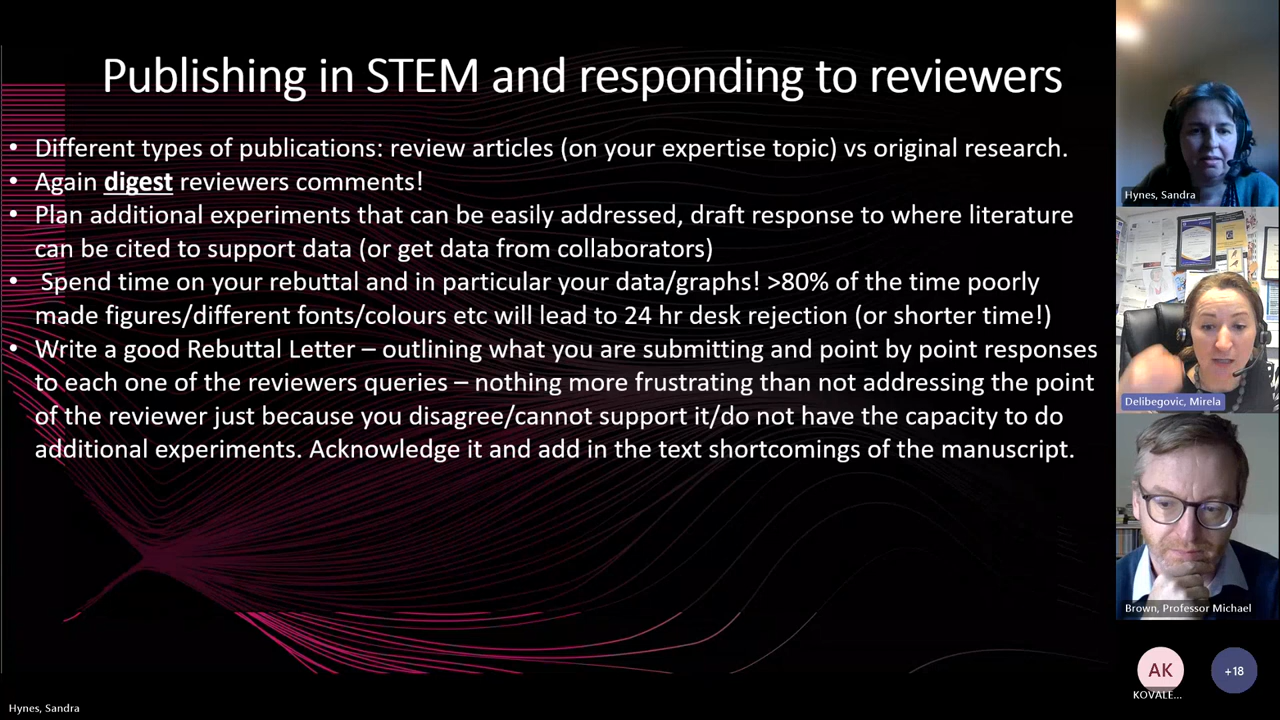 Publishing in STEM and responding to reviewers
• Different types of publications: review articles (on your expertise topic) vs original research.
• Again digest reviewers comments!
• Plan additional experiments that can be easily addressed, draft response to where literature
can be cited to support data (or get data from collaborators)
• Spend time on your rebuttal and in particular your data/graphs! >80% of the time poorly
made figures/different fonts/colours etc will lead to 24 hr desk rejection (or shorter time!)
• Write a good Rebuttal Letter – outlining what you are submitting and point by point responses
to each one of the reviewers queries – nothing more frustrating than not addressing the point
of the reviewer just because you disagree/cannot support it/do not have the capacity to do
additional experiments. Acknowledge it and add in the text shortcomings of the manuscript.
Hynes, Sandra
Delibegovic, Mirela
Brown, Professor Michael
AK
KOVALE...
+18
Hynes, Sandra